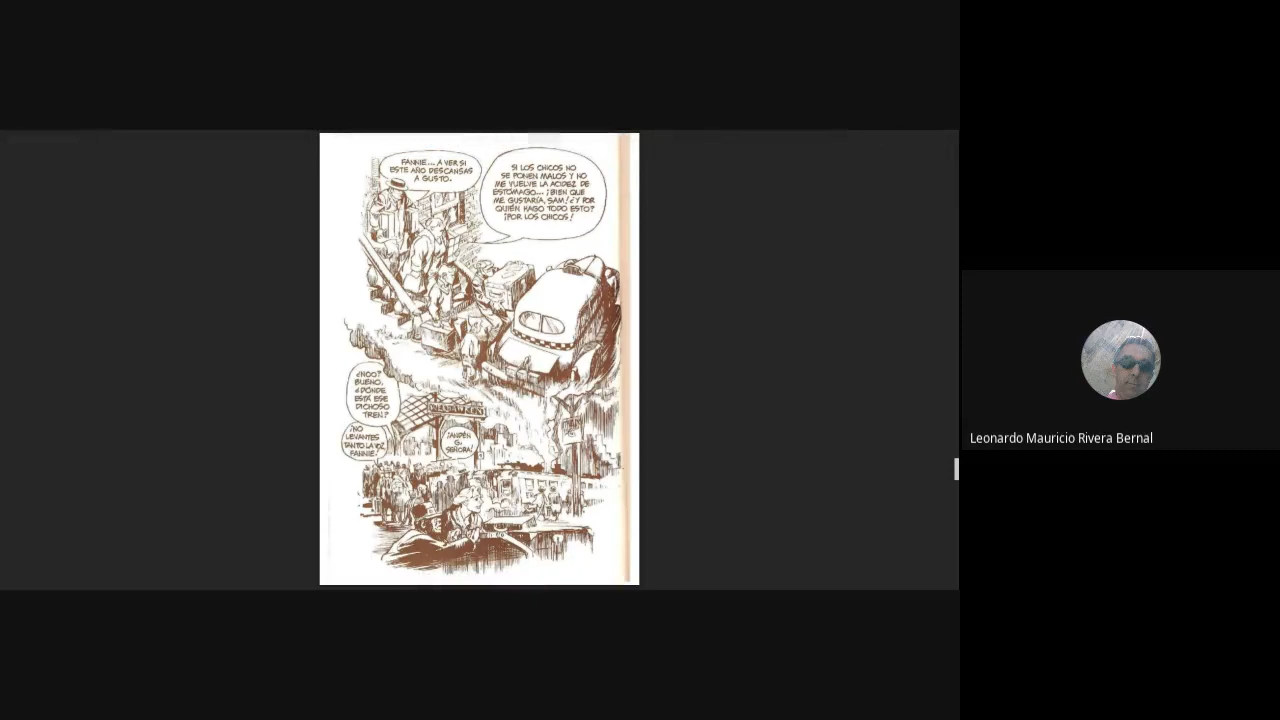 FANNIE... A VER SI
ESTE AÑO DESCANSAS
A GUSTO.
SI LOS CHICOS NO
SE PONEN MALOS Y NO
ME VUELVE LA ACIDEZ DE
ESTÓMAGO... ¡BIEN QUE
ME GUSTARÍA, SAM! ¿Y POR
QUIÉN HAGO TODO ESTO?
¡POR LOS CHICOS!
¿NOO?
BUENO,
¿DÓNDE
ESTÁ ESE
DICHOSO
TREN?
¡NO
LEVANTES
TANTO LA VOZ,
FANNIE!
¡ANDÉN
SEÑORA!
Leonardo Mauricio Rivera Bernal